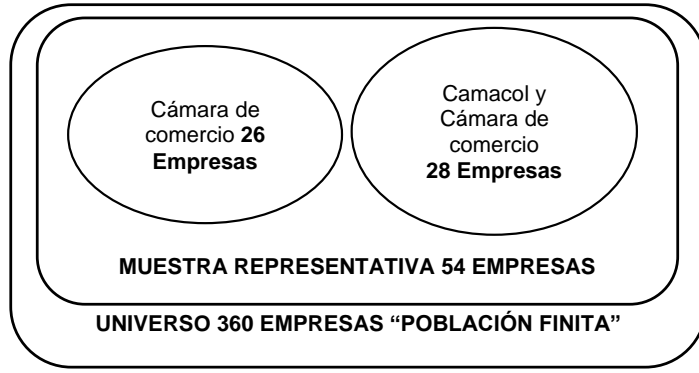 Cámara de
comercio 26
Empresas
Camacol y
Cámara de
comercio
28 Empresas
MUESTRA REPRESENTATIVA 54 EMPRESAS
UNIVERSO 360 EMPRESAS “POBLACIÓN FINITA”